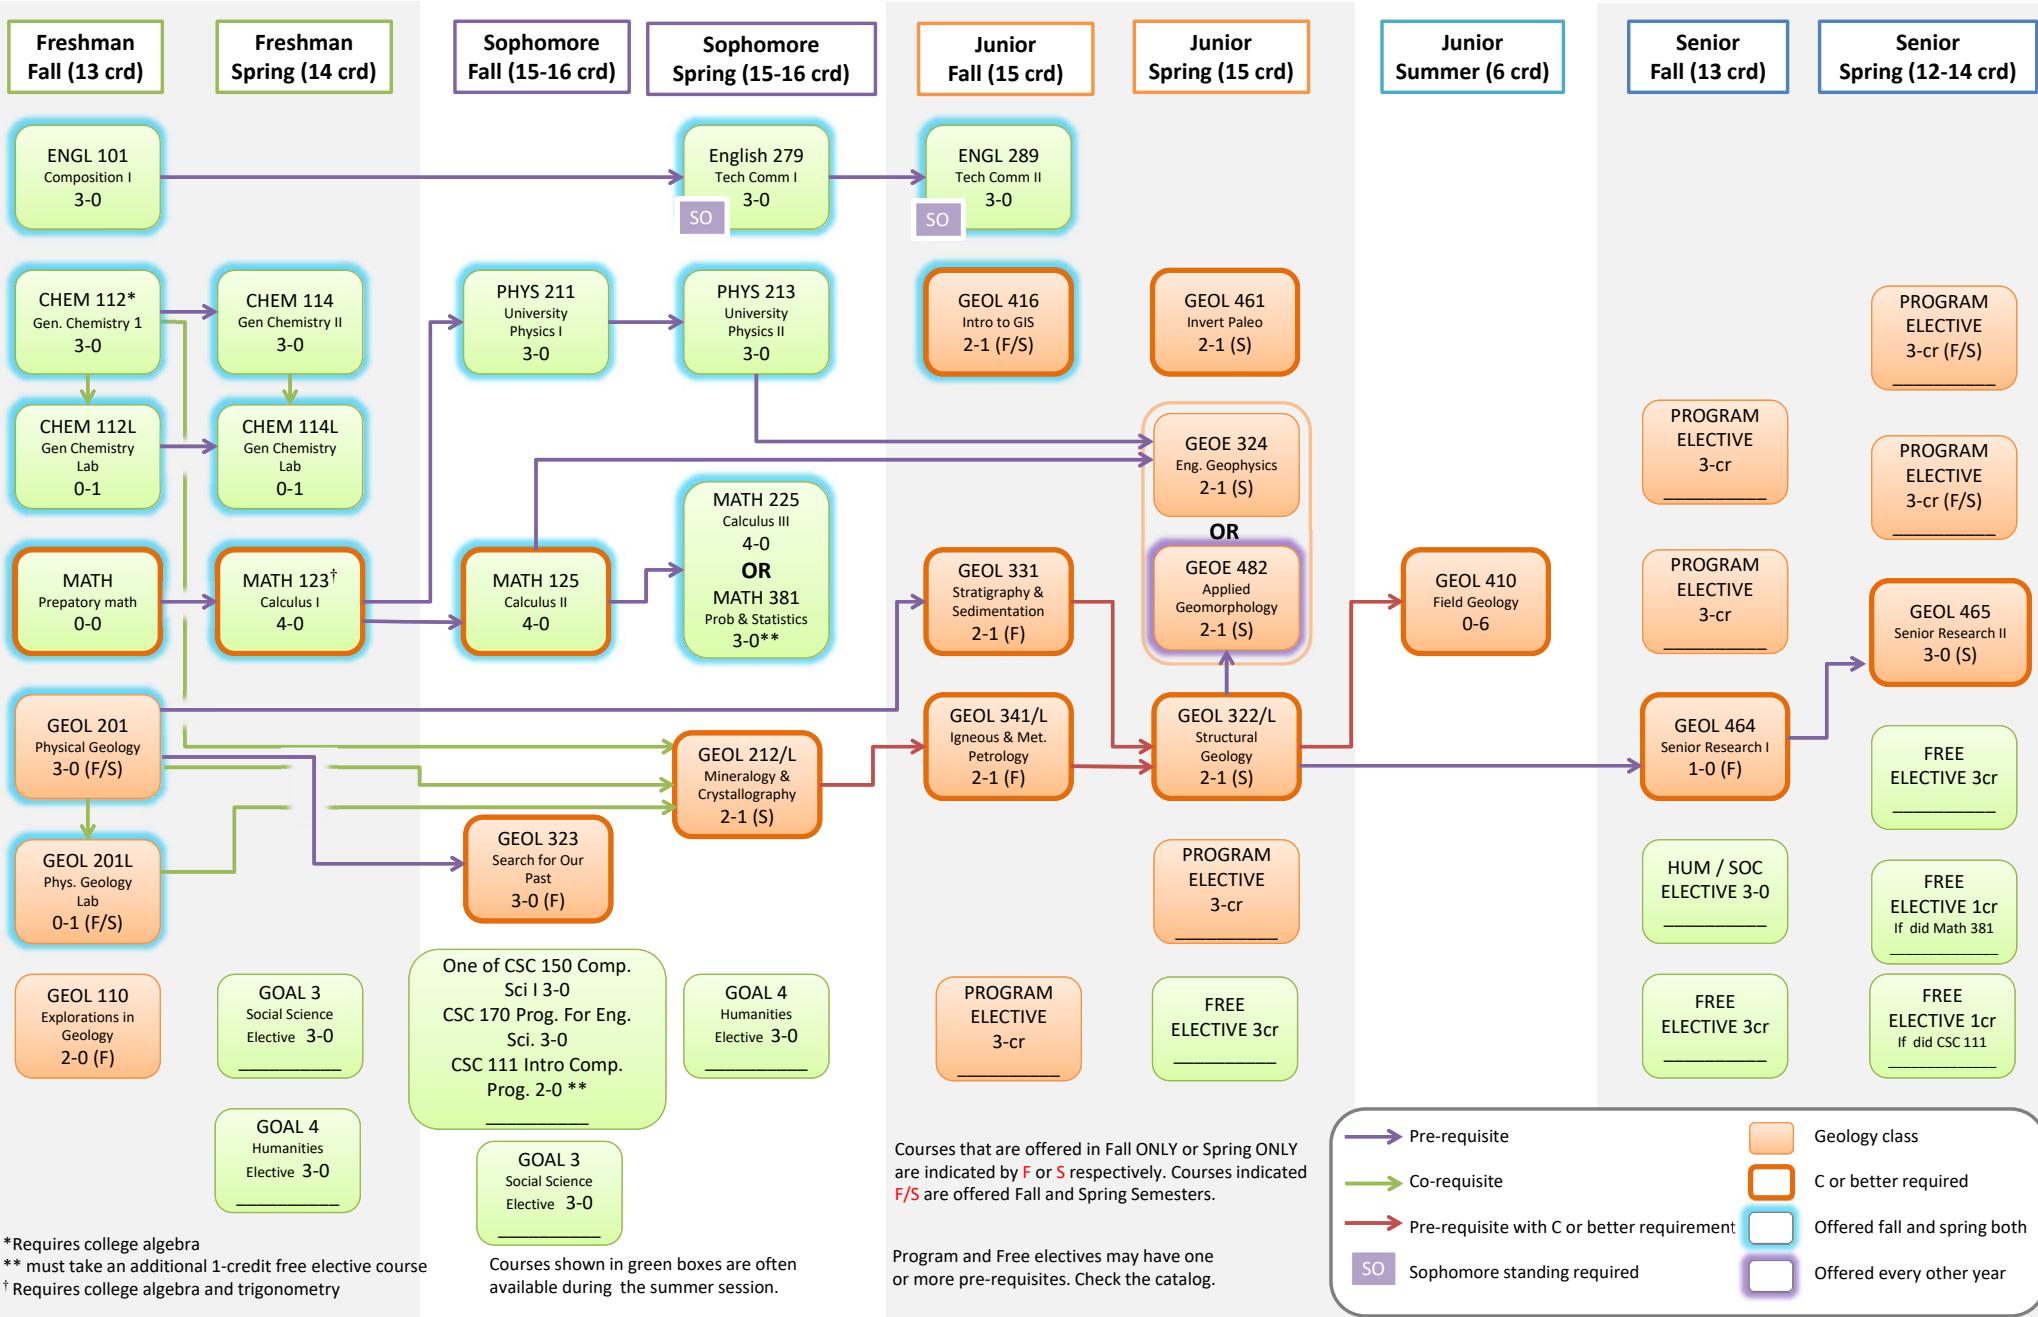 Freshman
Fall (13 crd)
Freshman
Spring (14 crd)
Sophomore
Fall (15-16 crd)
Sophomore
Spring (15-16 crd)
Junior
Fall (15 crd)
Junior
Spring (15 crd)
Junior
Summer (6 crd)
Senior
Fall (13 crd)
Senior
Spring (12-14 crd)
ENGL 101
Composition I
3-0
English 279
Tech Comm I
3-0
SO
ENGL 289
Tech Comm II
3-0
SO
CHEM 112*
Gen. Chemistry 1
3-0
CHEM 114
Gen Chemistry II
3-0
PHYS 211
University
Physics I
3-0
PHYS 213
University
Physics II
3-0
GEOL 416
Intro to GIS
2-1 (F/S)
GEOL 461
Invert Paleo
2-1 (S)
PROGRAM
ELECTIVE
3-cr (F/S)
__________
CHEM 112L
Gen Chemistry
Lab
0-1
CHEM 114L
Gen Chemistry
Lab
0-1
GEOE 324
Eng. Geophysics
2-1 (S)
OR
GEOE 482
Applied
Geomorphology
2-1 (S)
PROGRAM
ELECTIVE
3-cr
__________
PROGRAM
ELECTIVE
3-cr (F/S)
__________
MATH
Prepatory math
0-0
MATH 123†
Calculus I
4-0
MATH 125
Calculus II
4-0
MATH 225
Calculus III
4-0
OR
MATH 381
Prob & Statistics
3-0**
GEOL 331
Stratigraphy &
Sedimentation
2-1 (F)
GEOL 410
Field Geology
0-6
PROGRAM
ELECTIVE
3-cr
__________
GEOL 465
Senior Research II
3-0 (S)
GEOL 201
Physical Geology
3-0 (F/S)
GEOL 212/L
Mineralogy &
Crystallography
2-1 (S)
GEOL 341/L
Igneous & Met.
Petrology
2-1 (F)
GEOL 322/L
Structural
Geology
2-1 (S)
GEOL 464
Senior Research I
1-0 (F)
FREE
ELECTIVE 3cr
__________
GEOL 201L
Phys. Geology
Lab
0-1 (F/S)
GEOL 323
Search for Our
Past
3-0 (F)
PROGRAM
ELECTIVE
3-cr
__________
HUM / SOC
ELECTIVE 3-0
__________
FREE
ELECTIVE 1cr
If did Math 381
__________
GEOL 110
Explorations in
Geology
2-0 (F)
GOAL 3
Social Science
Elective 3-0
__________
One of CSC 150 Comp.
Sci I 3-0
CSC 170 Prog. For Eng.
Sci. 3-0
CSC 111 Intro Comp.
Prog. 2-0 **
__________
GOAL 4
Humanities
Elective 3-0
__________
PROGRAM
ELECTIVE
3-cr
__________
FREE
ELECTIVE 3cr
__________
FREE
ELECTIVE 3cr
__________
FREE
ELECTIVE 1cr
If did CSC 111
__________
GOAL 4
Humanities
Elective 3-0
__________
GOAL 3
Social Science
Elective 3-0
__________
*Requires college algebra
** must take an additional 1-credit free elective course
† Requires college algebra and trigonometry
Courses shown in green boxes are often
available during the summer session.
Courses that are offered in Fall ONLY or Spring ONLY
are indicated by F or S respectively. Courses indicated
F/S are offered Fall and Spring Semesters.
Program and Free electives may have one
or more pre-requisites. Check the catalog.
Pre-requisite
Co-requisite
Pre-requisite with C or better requirement
SO
Sophomore standing required
Geology class
C or better required
Offered fall and spring both
Offered every other year